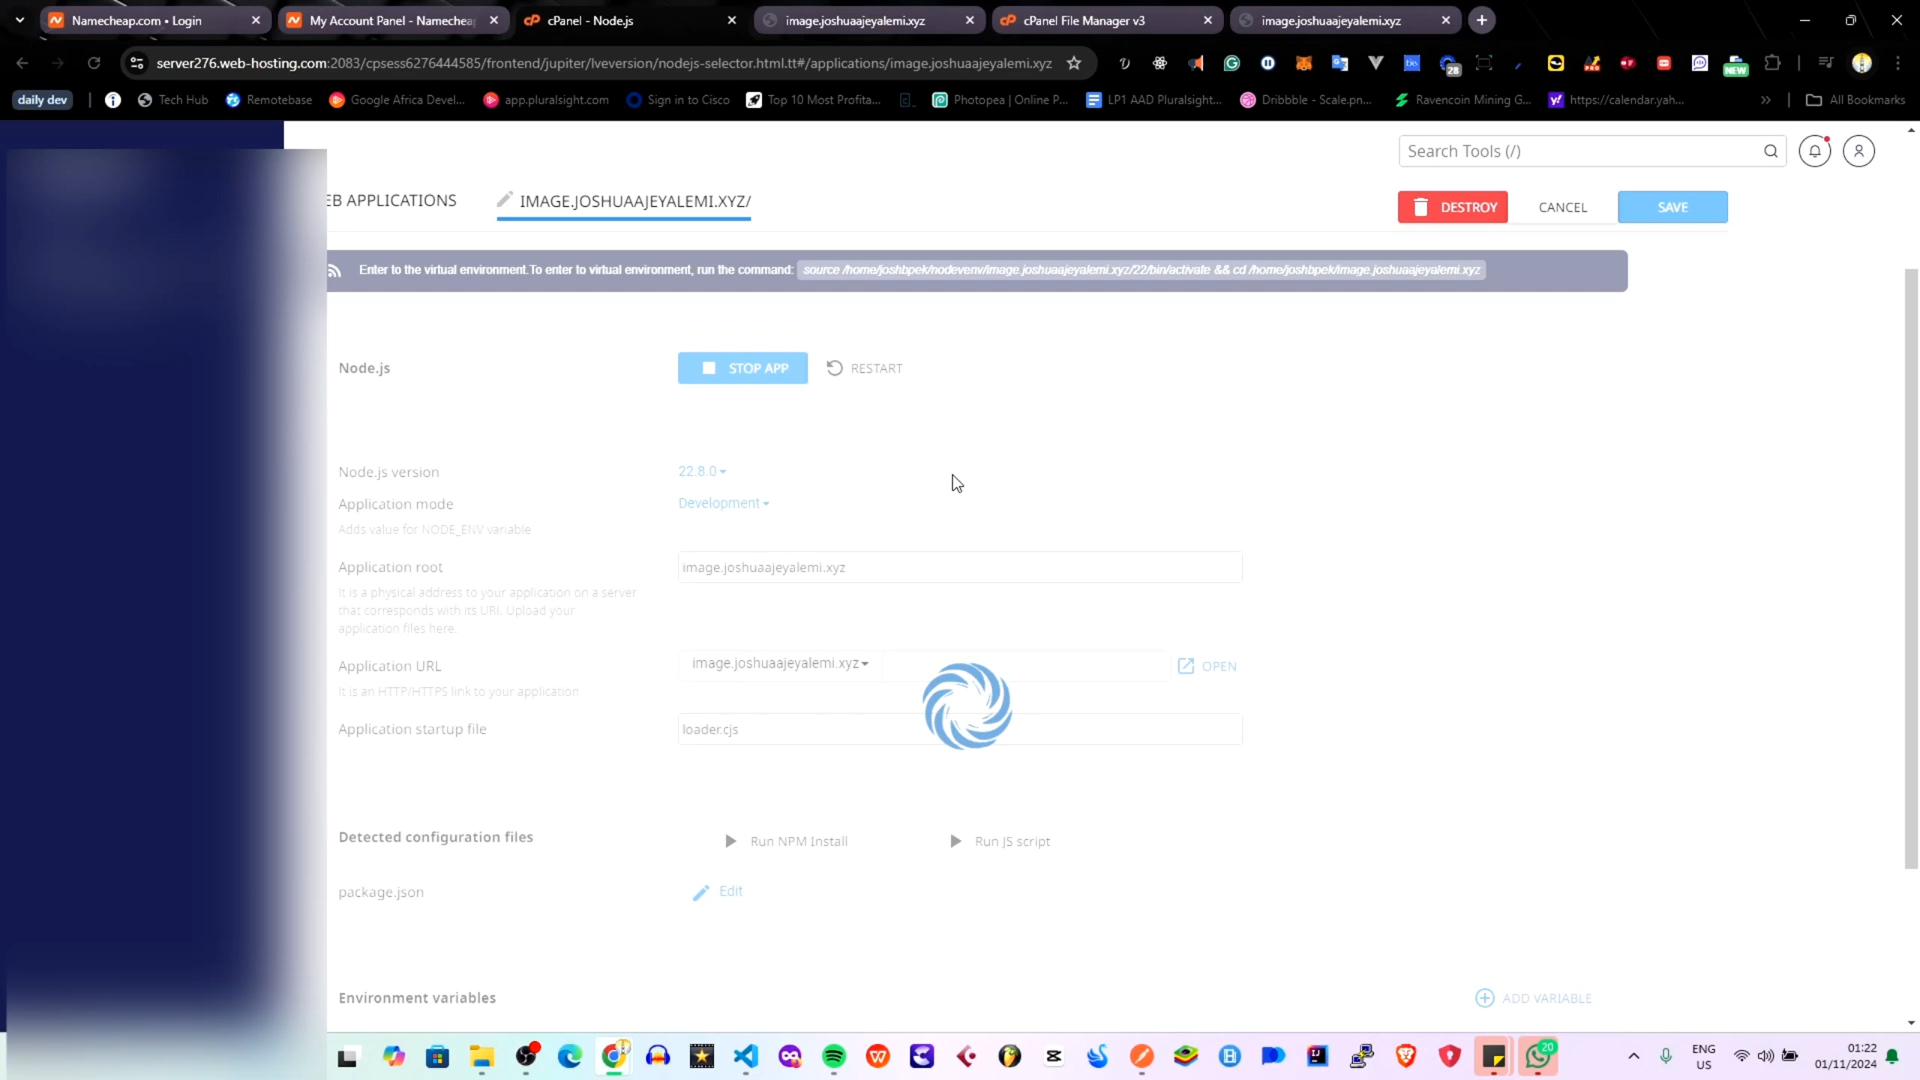 Namecheap.com • Login
My Account Panel - Namecheap
cPanel - Node.js
image.joshuaajeyalemi.xyz
cPanel File Manager v3
image.joshuaajeyalemi.xyz
server276.web-hosting.com:2083/cpsess6276444585/frontend/jupiter/lveversion/nodejs-selector.html.tt#/applications/image.joshuaajeyalemi.xyz
28
NEW
daily dev
Tech Hub
Remotebase
Google Africa Devel...
app.pluralsight.com
Sign in to Cisco
Top 10 Most Profita...
Photopea | Online P...
LP1 AAD Pluralsight...
Dribbble - Scale.pn...
Ravencoin Mining G...
https://calendar.yah...
All Bookmarks
Search Tools (/)
EB APPLICATIONS
IMAGE.JOSHUAAJEYALEMI.XYZ/
DESTROY
CANCEL
SAVE
Enter to the virtual environment.To enter to virtual environment, run the command: source /home/joshbpek/nodevenv/image.joshuaajeyalemi.xyz/22/bin/activate && cd /home/joshbpek/image.joshuaajeyalemi.xyz
Node.js
STOP APP
RESTART
Node.js version
22.8.0
Application mode
Development
Adds value for NODE_ENV variable
Application root
image.joshuaajeyalemi.xyz
It is a physical address to your application on a server
that corresponds with its URI. Upload your
application files here.
Application URL
image.joshuaajeyalemi.xyz
OPEN
It is an HTTP/HTTPS link to your application
Application startup file
loader.cjs
Detected configuration files
Run NPM Install
Run JS script
package.json
Edit
Environment variables
ADD VARIABLE
20
ENG
US
01:22
01/11/2024